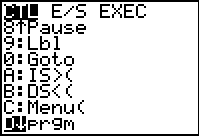 CTL E/S EXEC
8↑Pause
9:Lbl
0:Goto
A:IS>(
B:DS<(
C:Menu(
D↓prgm